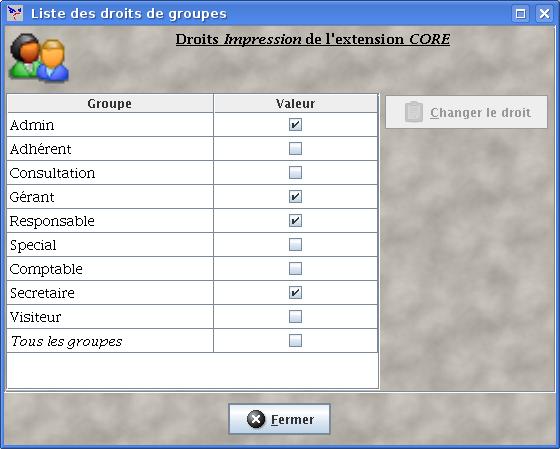 Liste des droits de groupes
Droits Impression de l'extension CORE
Groupe Valeur
Changer le droit
Admin
Adhérent
Consultation
Gérant
Responsable
Special
Comptable
Secretaire
Visiteur
Tous les groupes
Fermer